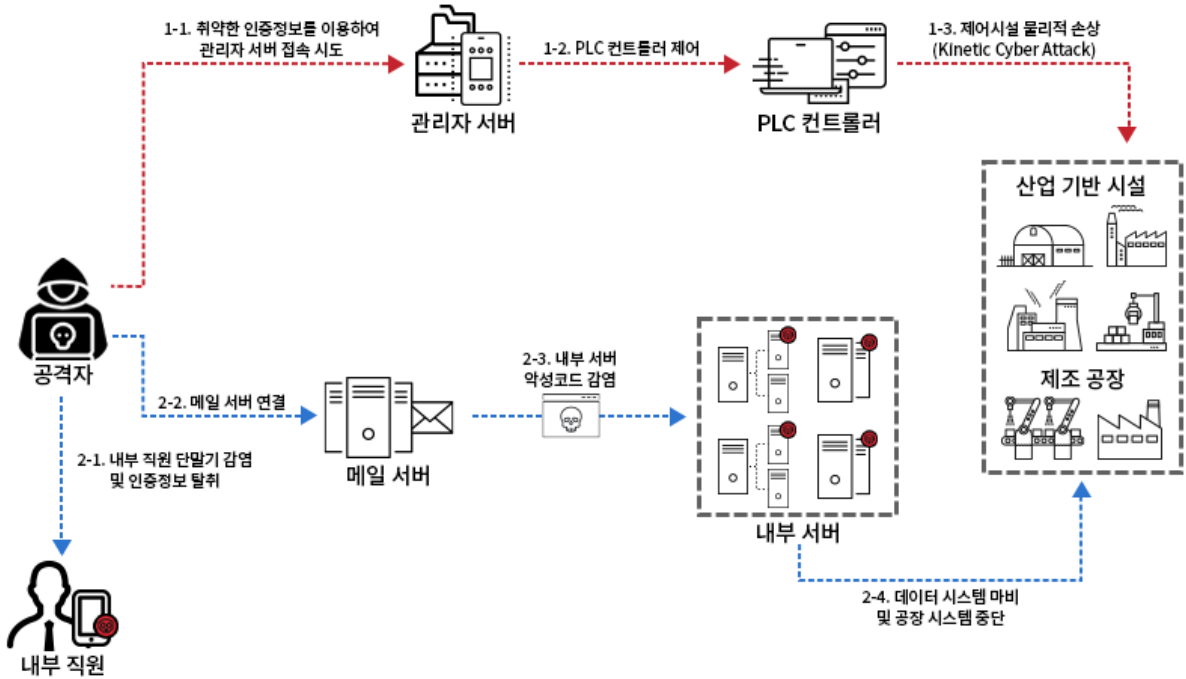 1-1. 취약한 인증정보를 이용하여
관리자 서버 접속 시도
1-2. PLC 컨트롤러 제어
1-3. 제어시설 물리적 손상
(Kinetic Cyber Attack)
관리자 서버
PLC 컨트롤러
산업 기반 시설
제조 공장
공격자
2-2. 메일 서버 연결
메일 서버
2-3. 내부 서버
악성코드 감염
내부 서버
2-1. 내부 직원 단말기 감염
및 인증정보 탈취
내부 직원
2-4. 데이터 시스템 마비
및 공장 시스템 중단